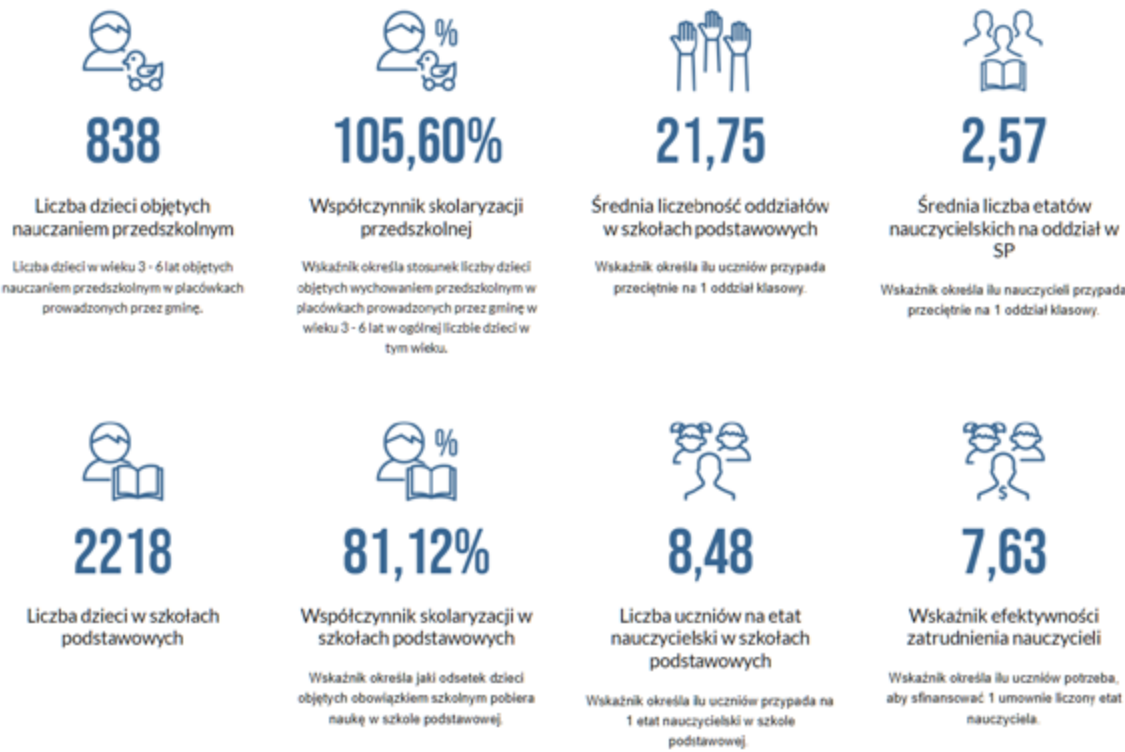 %
838
105,60%
21,75
2,57
Liczba dzieci objętych
nauczaniem przedszkolnym
Liczba dzieci w wieku 3 - 6 lat objętych
nauczaniem przedszkolnym w placówkach
prowadzonych przez gminę.
Współczynnik skolaryzacji
przedszkolnej
Wskaźnik określa stosunek liczby dzieci
objętych wychowaniem przedszkolnym w
placówkach prowadzonych przez gminę w
wieku 3 - 6 lat w ogólnej liczbie dzieci w
tym wieku.
Średnia liczebność oddziałów
w szkołach podstawowych
Wskaźnik określa ilu uczniów przypada
przeciętnie na 1 oddział klasowy.
Średnia liczba etatów
nauczycielskich na oddział w
SP
Wskaźnik określa ilu nauczycieli przypada
przeciętnie na 1 oddział klasowy.
%
$
2218
81,12%
8,48
7,63
Liczba dzieci w szkołach
podstawowych
Współczynnik skolaryzacji w
szkołach podstawowych
Wskaźnik określa jaki odsetek dzieci
objętych obowiązkiem szkolnym pobiera
naukę w szkole podstawowej.
Liczba uczniów na etat
nauczycielski w szkołach
podstawowych
Wskaźnik określa ilu uczniów przypada na
1 etat nauczycielski w szkole
podstawowej.
Wskaźnik efektywności
zatrudnienia nauczycieli
Wskaźnik określa ilu uczniów potrzeba,
aby sfinansować 1 umownie liczony etat
nauczyciela.